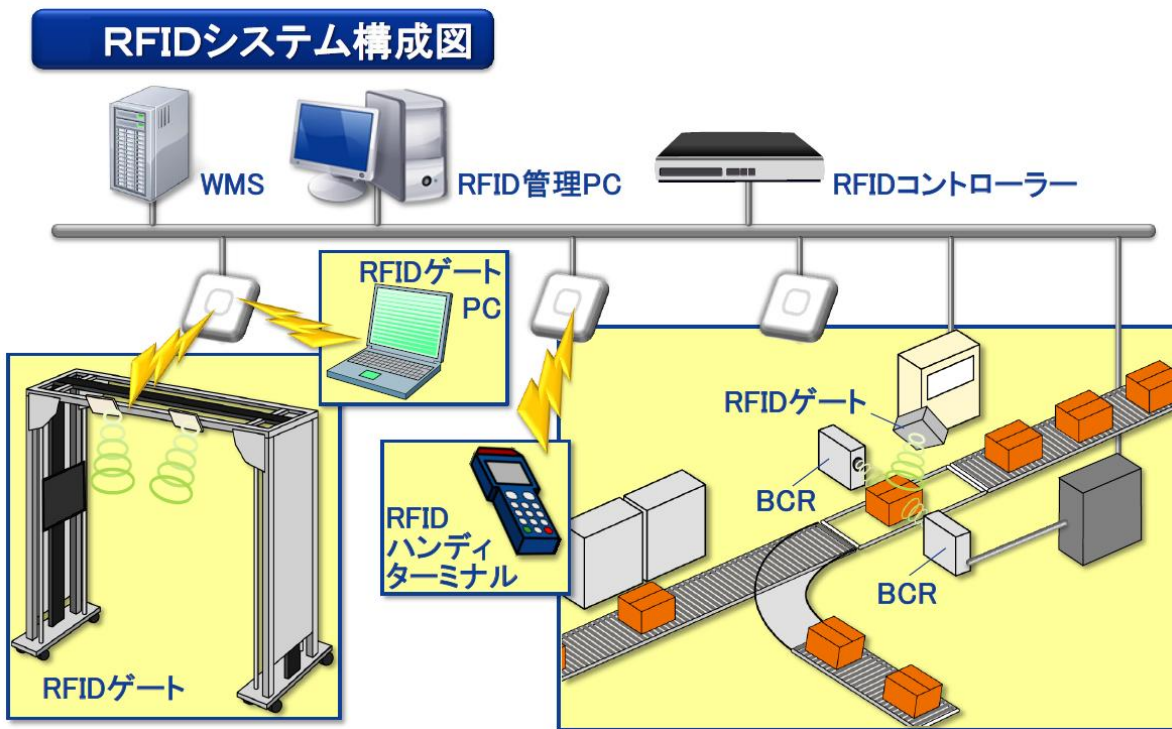 RFIDシステム構成図
WMS
RFID管理PC
RFIDコントローラー
RFIDゲート
PC
RFIDゲート
BCR
RFID
ハンディ
ターミナル
BCR
RFIDゲート